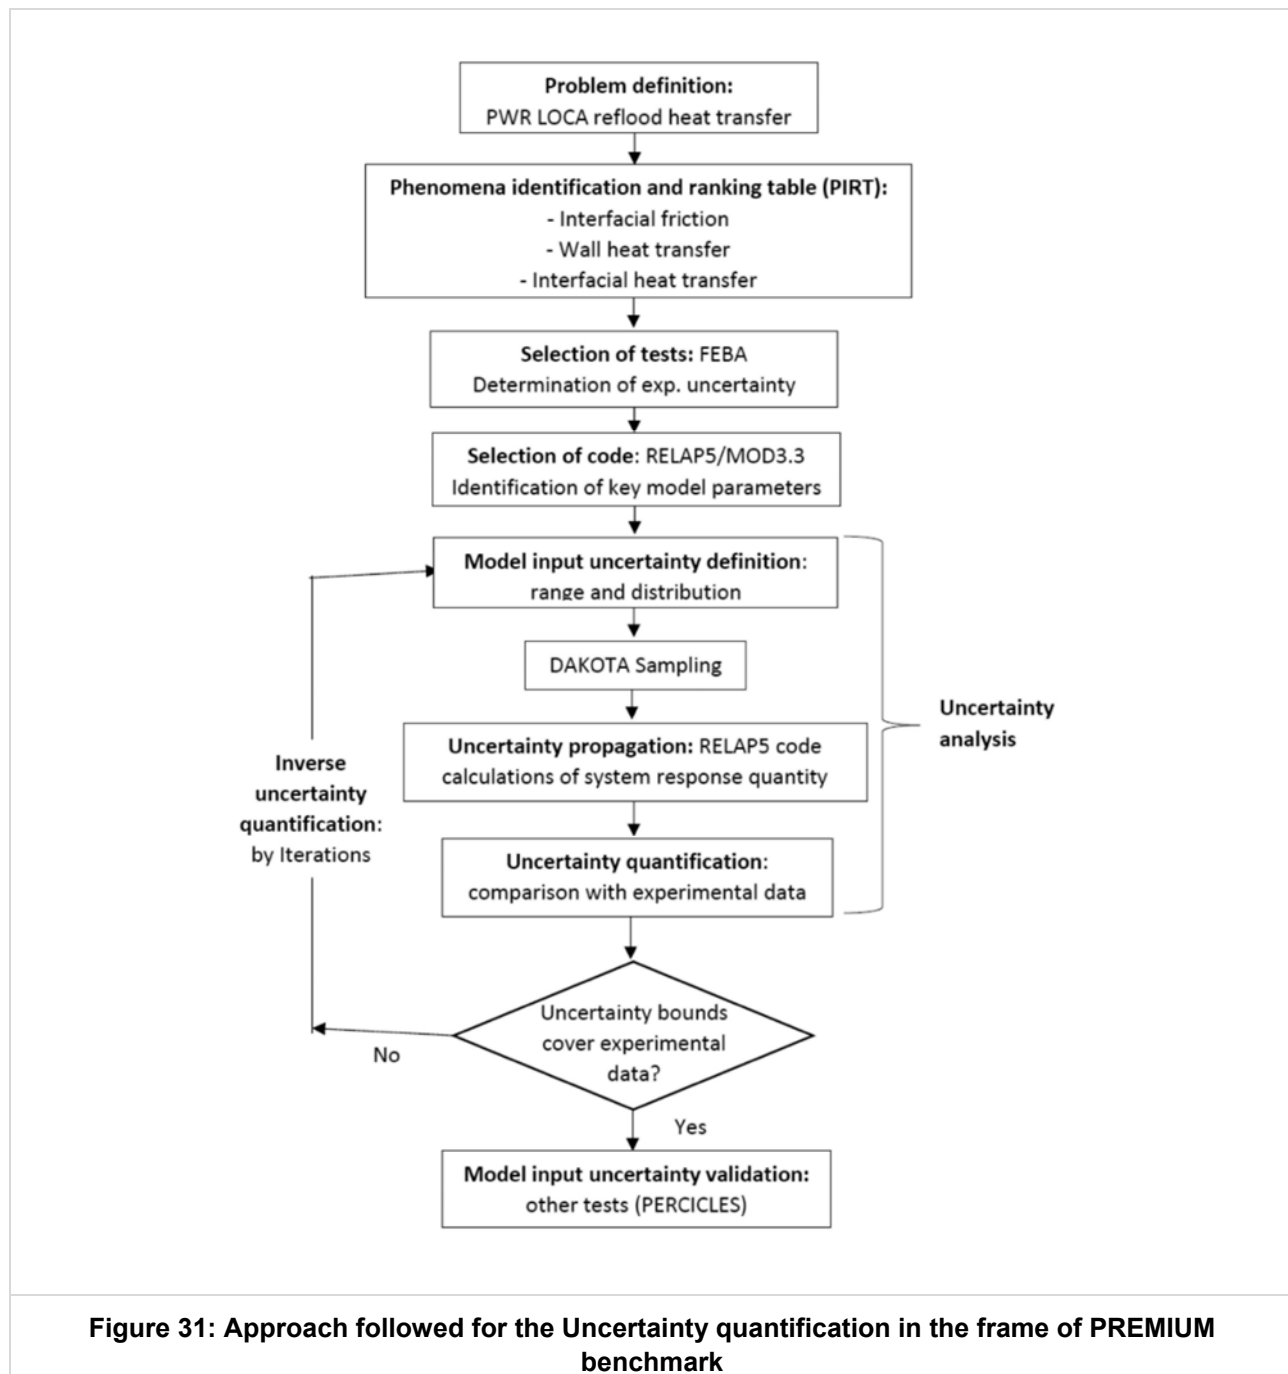 Problem definition:
PWR LOCA reflood heat transfer
Phenomena identification and ranking table (PIRT):
- Interfacial friction
- Wall heat transfer
- Interfacial heat transfer
Selection of tests: FEBA
Determination of exp. uncertainty
Selection of code: RELAP5/MOD3.3
Identification of key model parameters
Model input uncertainty definition:
range and distribution
DAKOTA Sampling
Uncertainty propagation: RELAP5 code
calculations of system response quantity
Uncertainty quantification:
comparison with experimental data
Uncertainty
analysis
Inverse
uncertainty
quantification:
by Iterations
Uncertainty bounds
cover experimental
data?
No
Yes
Model input uncertainty validation:
other tests (PERCICLES)
Figure 31: Approach followed for the Uncertainty quantification in the frame of PREMIUM
benchmark